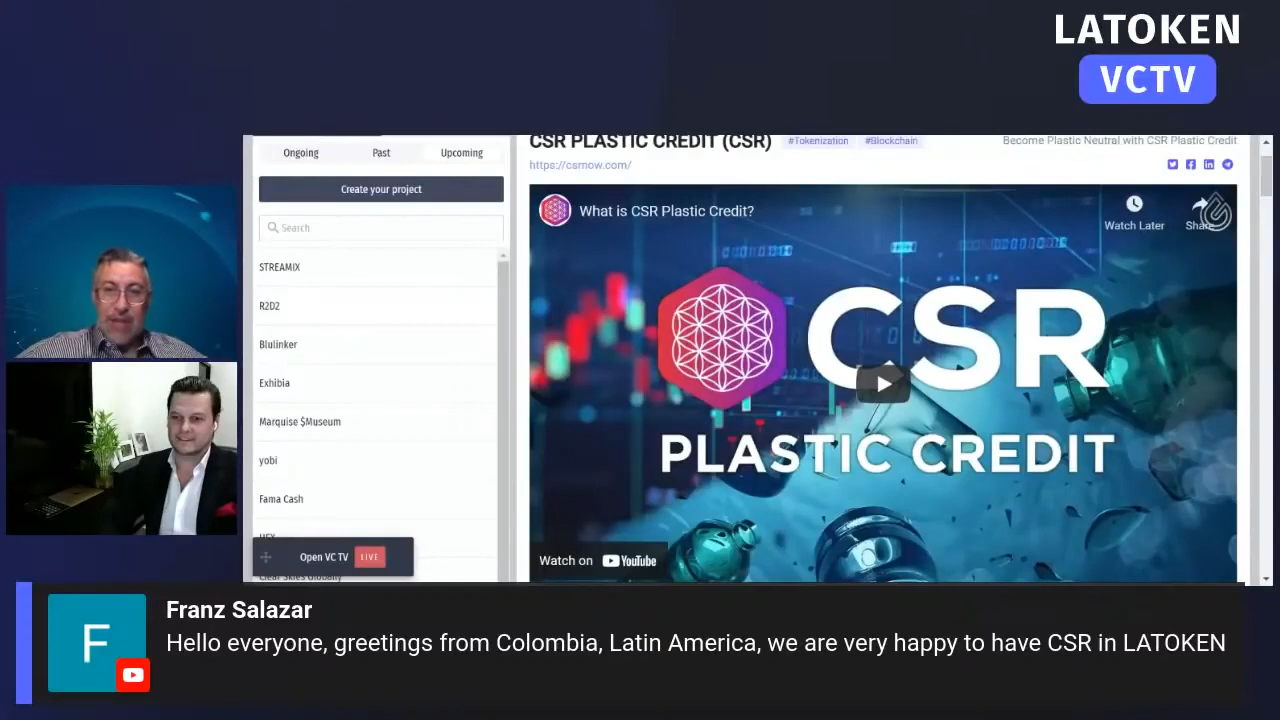 LATOKEN
VCTV
CSR PLASTIC CREDIT (CSR) #Tokenization #Blockchain Become Plastic Neutral with CSR Plastic Credit
https://csrnow.com/
Ongoing Past Upcoming
Create your project
Search
STREAMIX
R2D2
Blulinker
Exhibia
Marquise $Museum
yobi
Fama Cash
Open VC TV LIVE
Clear Skies Globally
What is CSR Plastic Credit?
Watch Later Share
CSR
PLASTIC CREDIT
Watch on YouTube
F
Franz Salazar
Hello everyone, greetings from Colombia, Latin America, we are very happy to have CSR in LATOKEN